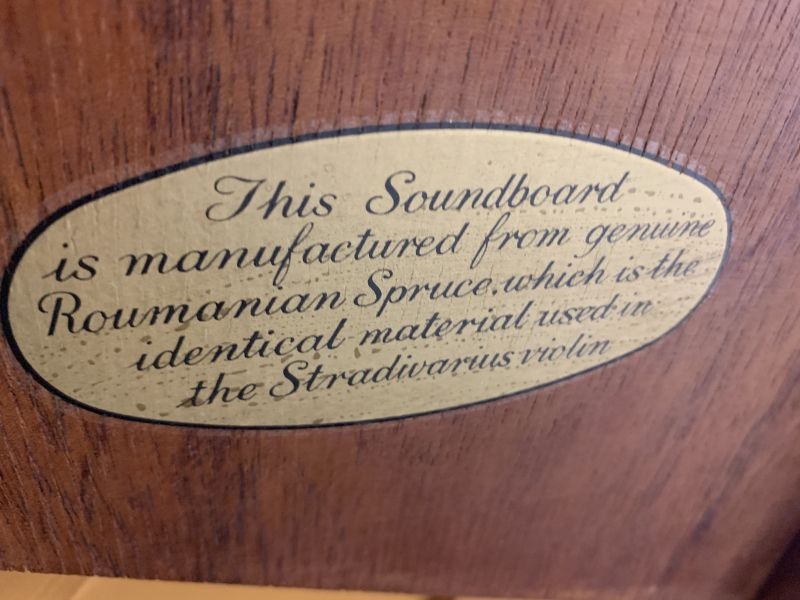 This Soundboard
is manufactured from genuine
Roumanian Spruce, which is the
identical material used in
the Stradivarius violin